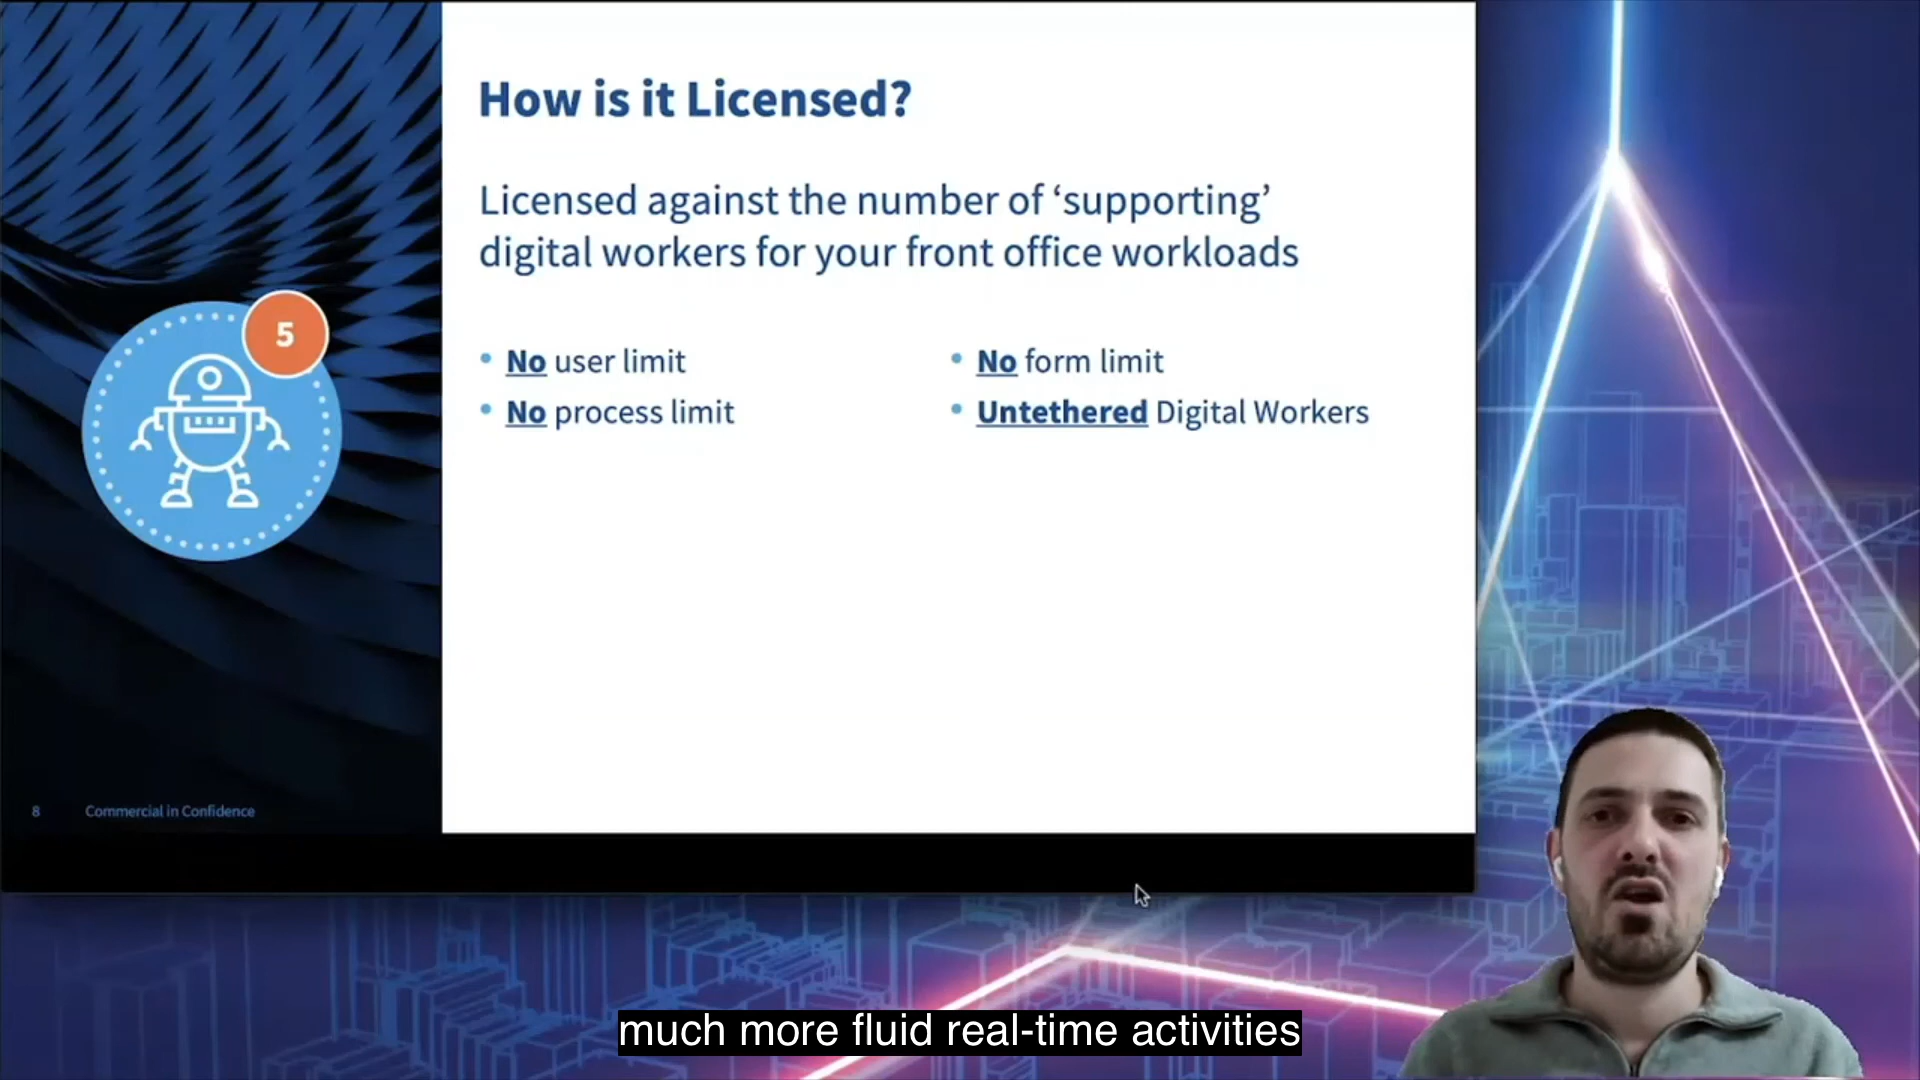 How is it Licensed?
Licensed against the number of ‘supporting’
digital workers for your front office workloads
5
• No user limit
• No process limit
• No form limit
• Untethered Digital Workers
8 Commercial in Confidence
much more fluid real-time activities